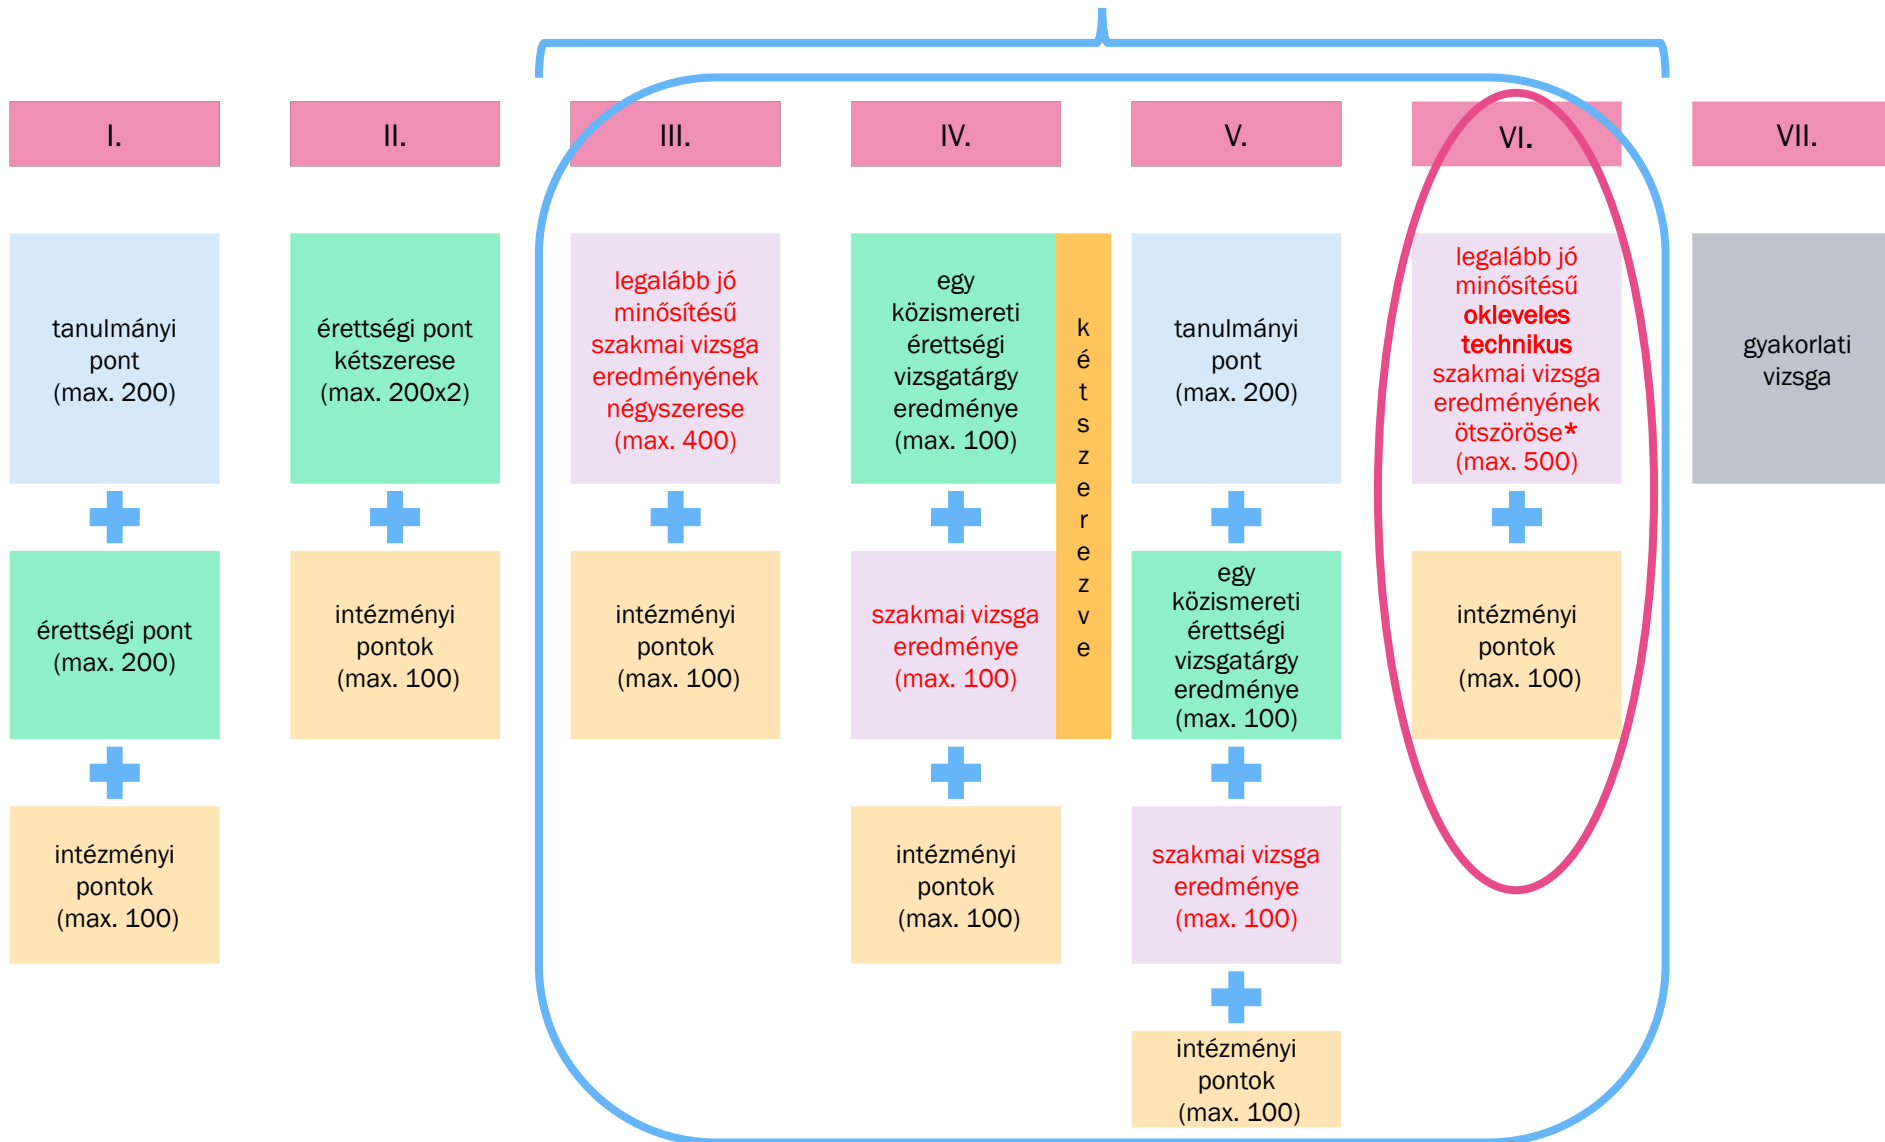 I.
II.
III.
IV.
V.
VI.
VII.
tanulmányi
pont
(max. 200)
érettségi pont
(max. 200)
intézményi
pontok
(max. 100)
érettségi pont
kétszerese
(max. 200x2)
intézményi
pontok
(max. 100)
legalább jó
minősítésű
szakmai vizsga
eredményének
négyszerese
(max. 400)
intézményi
pontok
(max. 100)
egy
közismereti
érettségi
vizsgatárgy
eredménye
(max. 100)
szakmai vizsga
eredménye
(max. 100)
k
é
t
s
z
e
r
e
z
v
e
intézményi
pontok
(max. 100)
tanulmányi
pont
(max. 200)
egy
közismereti
érettségi
vizsgatárgy
eredménye
(max. 100)
szakmai vizsga
eredménye
(max. 100)
intézményi
pontok
(max. 100)
legalább jó
minősítésű
okleveles
technikus
szakmai vizsga
eredményének
ötszöröse*
(max. 500)
intézményi
pontok
(max. 100)
gyakorlati
vizsga